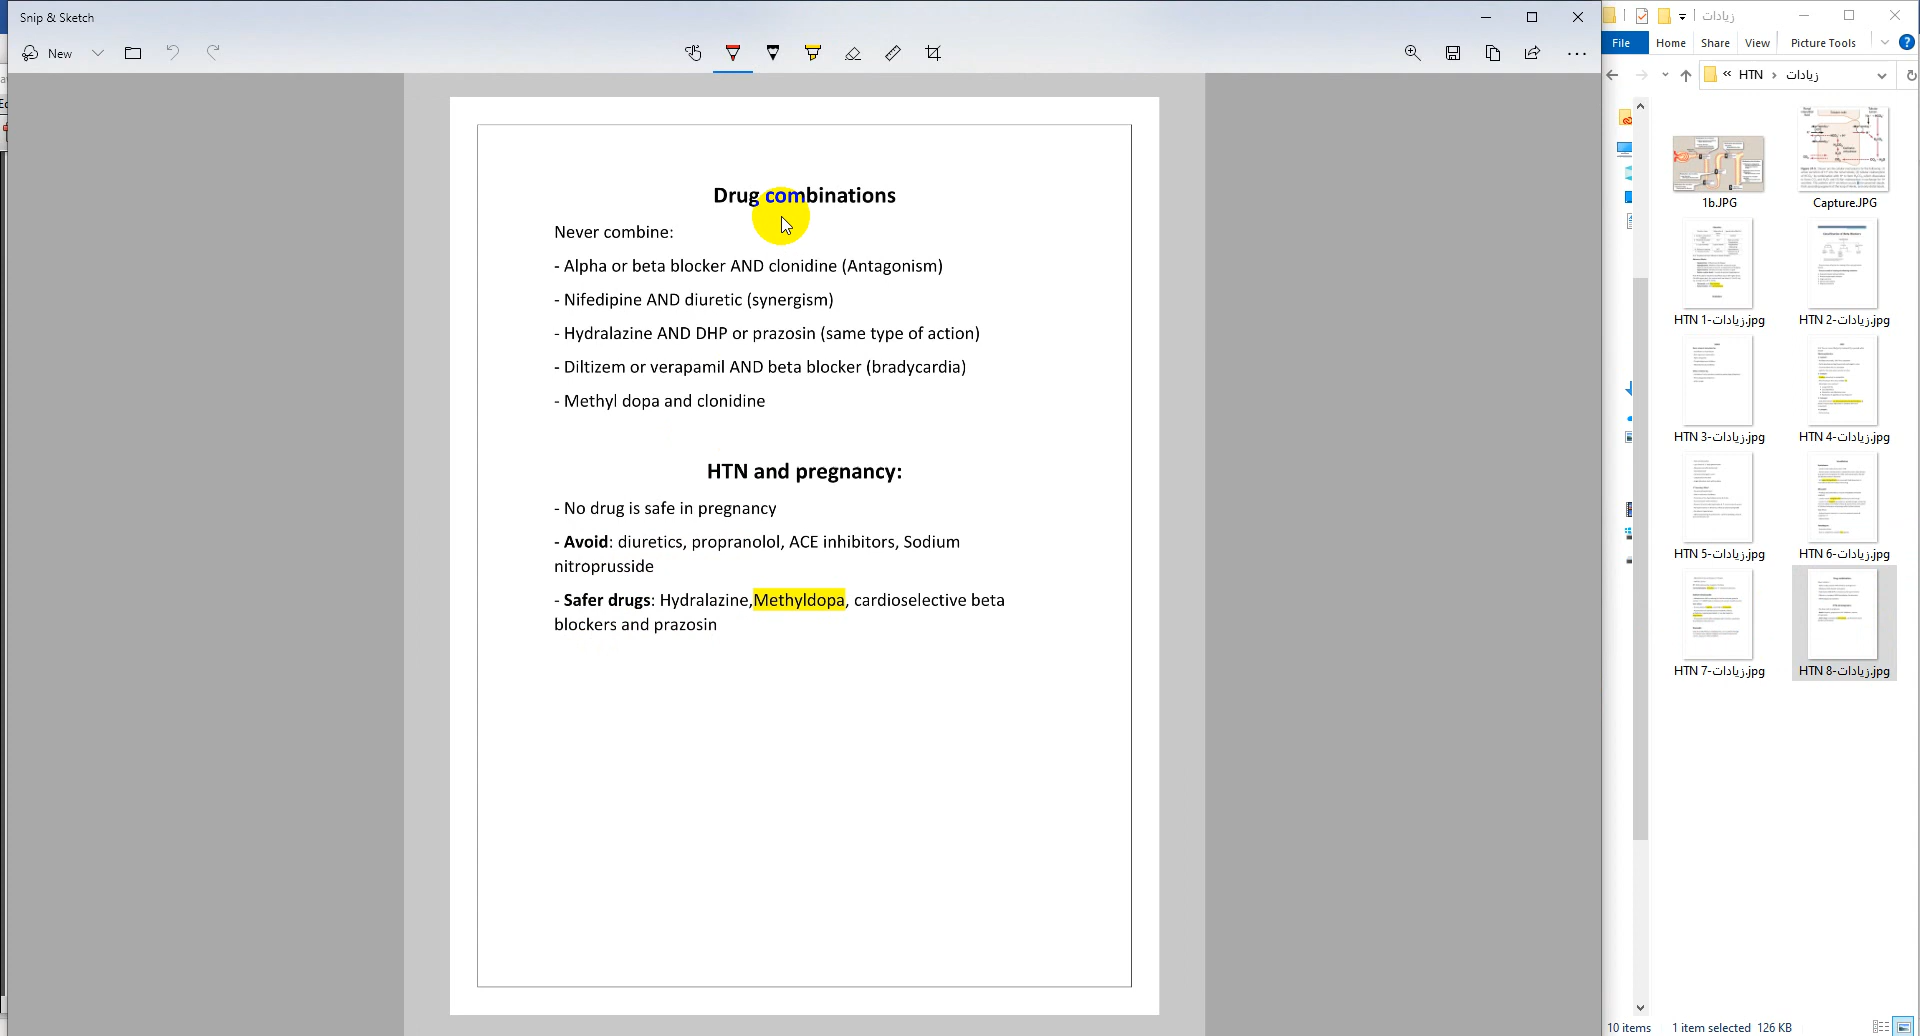 Snip & Sketch
New
Drug combinations
Never combine:
- Alpha or beta blocker AND clonidine (Antagonism)
- Nifedipine AND diuretic (synergism)
- Hydralazine AND DHP or prazosin (same type of action)
- Diltizem or verapamil AND beta blocker (bradycardia)
- Methyl dopa and clonidine
HTN and pregnancy:
- No drug is safe in pregnancy
- Avoid: diuretics, propranolol, ACE inhibitors, Sodium
nitroprusside
- Safer drugs: Hydralazine,Methyldopa, cardioselective beta
blockers and prazosin
زيادات
File Home Share View Picture Tools
« HTN › زيادات
1b.JPG Capture.JPG
HTN 1-زيادات.jpg HTN 2-زيادات.jpg
HTN 3-زيادات.jpg HTN 4-زيادات.jpg
HTN 5-زيادات.jpg HTN 6-زيادات.jpg
HTN 7-زيادات.jpg HTN 8-زيادات.jpg
10 items 1 item selected 126 KB